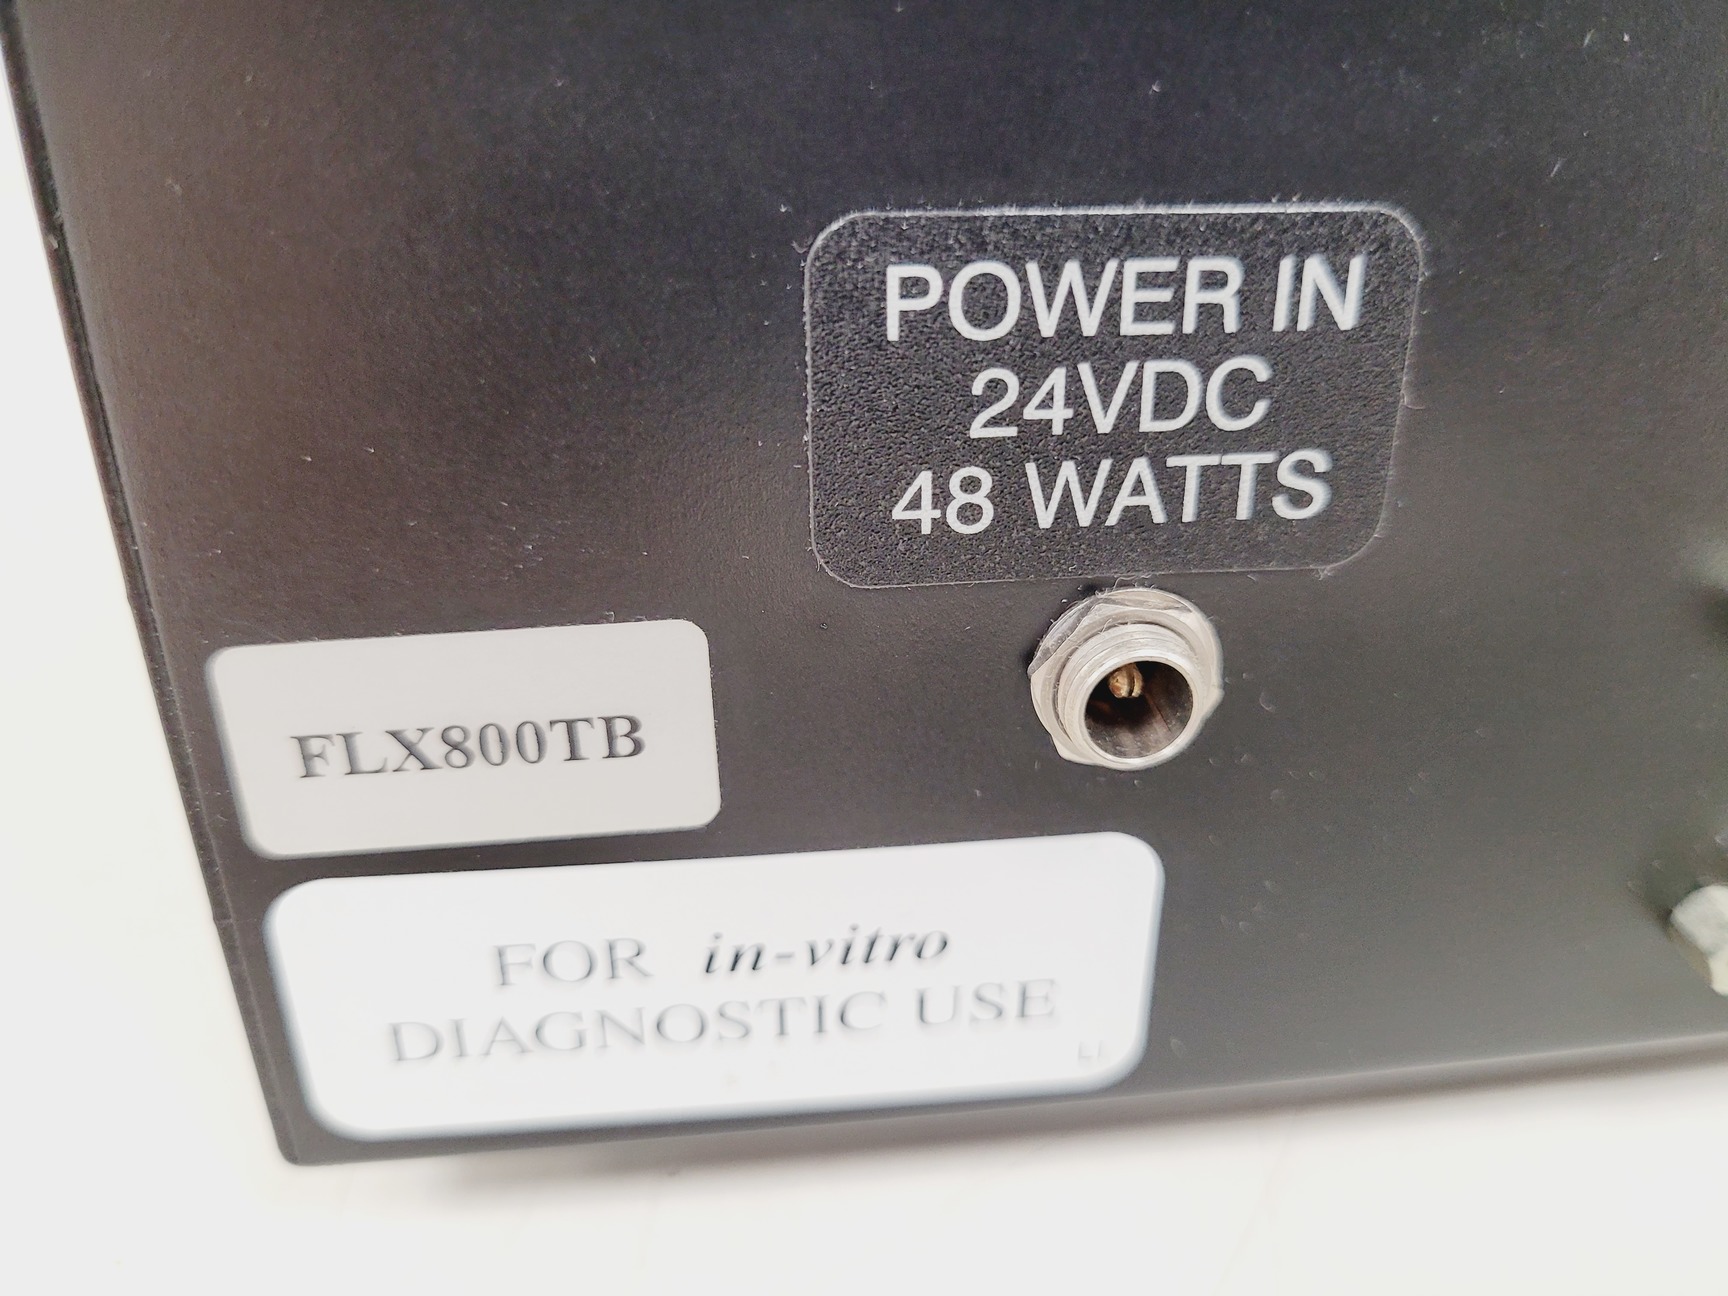 POWER IN
24VDC
48 WATTS
FLX800TB
FOR in-vitro
DIAGNOSTIC USE